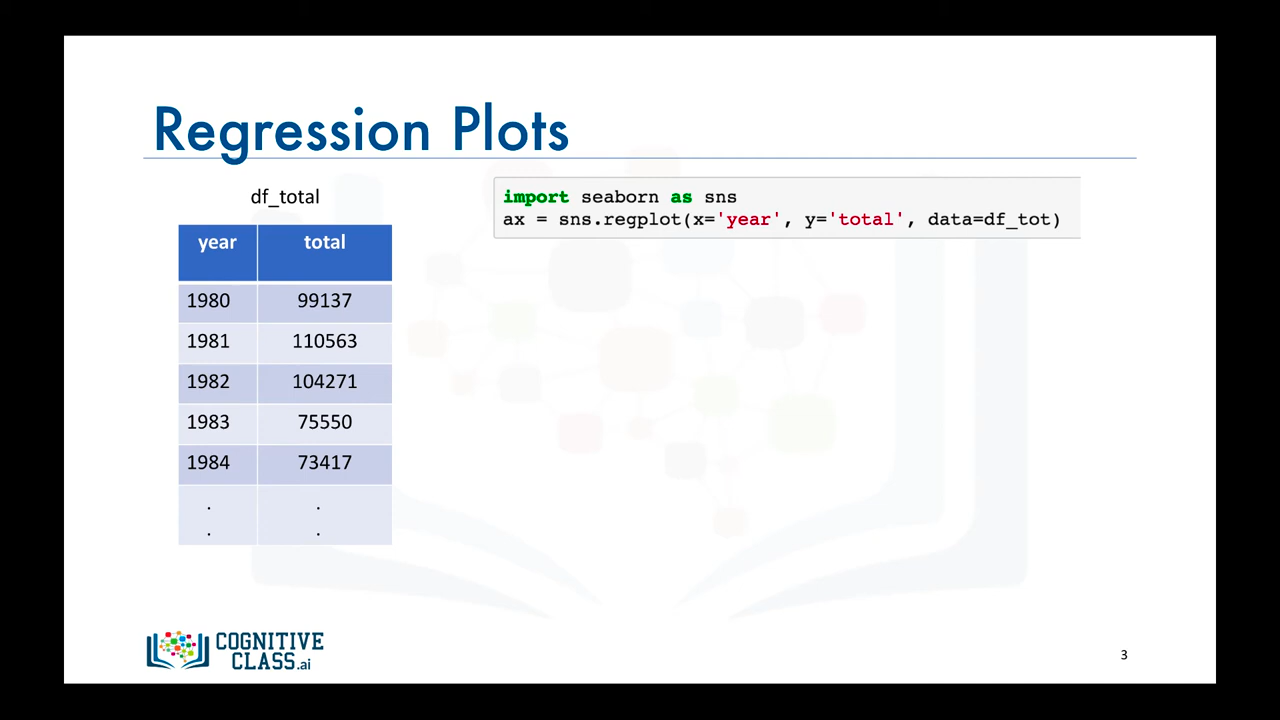 Regression Plots
df_total
year total
1980 99137
1981 110563
1982 104271
1983 75550
1984 73417
. .
. .
import seaborn as sns
ax = sns.regplot(x='year', y='total', data=df_tot)
COGNITIVE
CLASS.ai
3